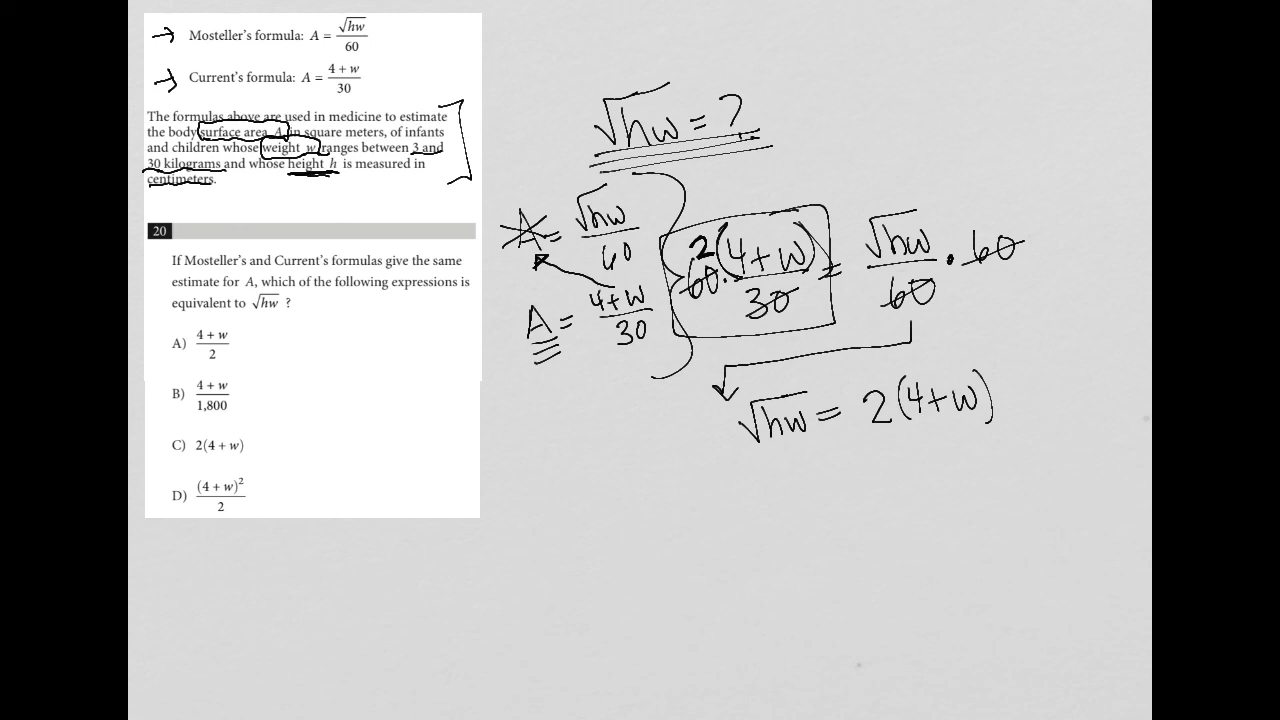 Mosteller's formula: A = √hw / 60
Current's formula: A = 4 + w / 30
The formulas above are used in medicine to estimate
the body surface area A, in square meters, of infants
and children whose weight w ranges between 3 and
30 kilograms and whose height h is measured in
centimeters.
20
If Mosteller's and Current's formulas give the same
estimate for A, which of the following expressions is
equivalent to √hw ?
A) 4 + w / 2
B) 4 + w / 1,800
C) 2(4 + w)
D) (4 + w)² / 2
√hw = ?
A = √hw / 60
A = 4+w / 30
2 60 · (4+w) / 30 = √hw / 60 · 60
√hw = 2(4+w)